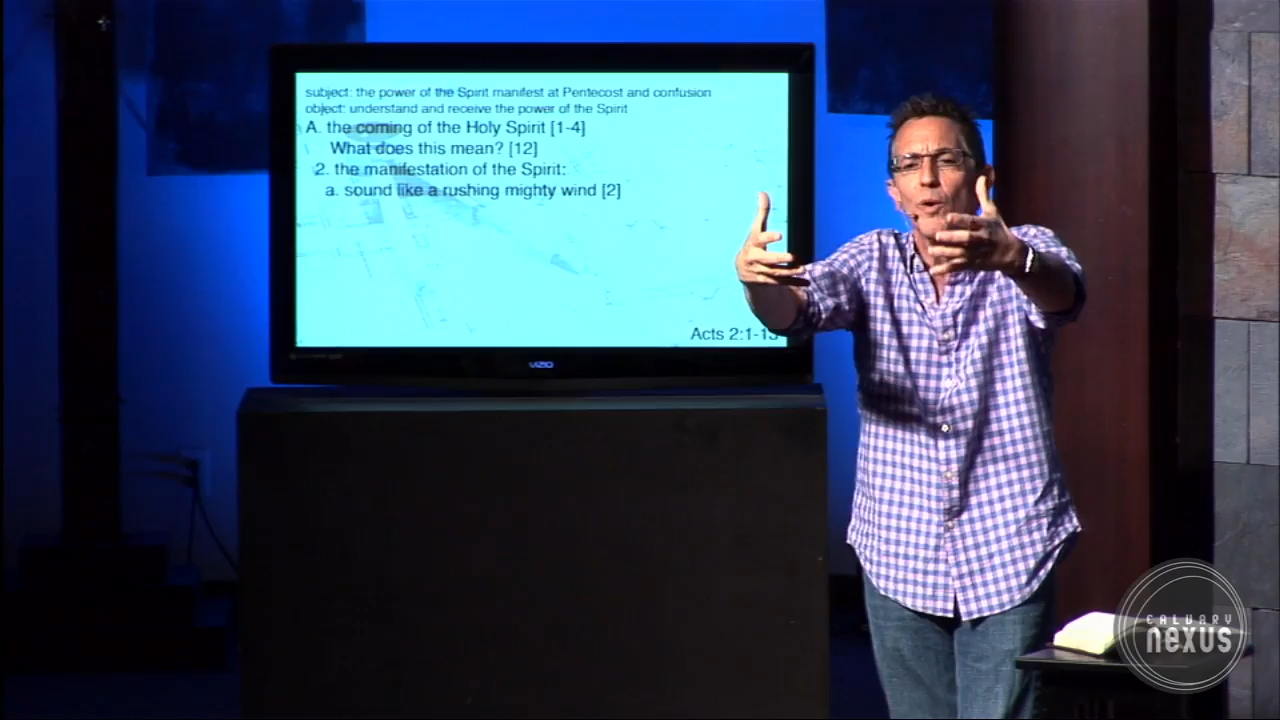 subject: the power of the Spirit manifest at Pentecost and confusion
object: understand and receive the power of the Spirit
A. the coming of the Holy Spirit [1-4]
What does this mean? [12]
2. the manifestation of the Spirit:
a. sound like a rushing mighty wind [2]
Acts 2:1-13
VIZIO
CALVARY
nexus